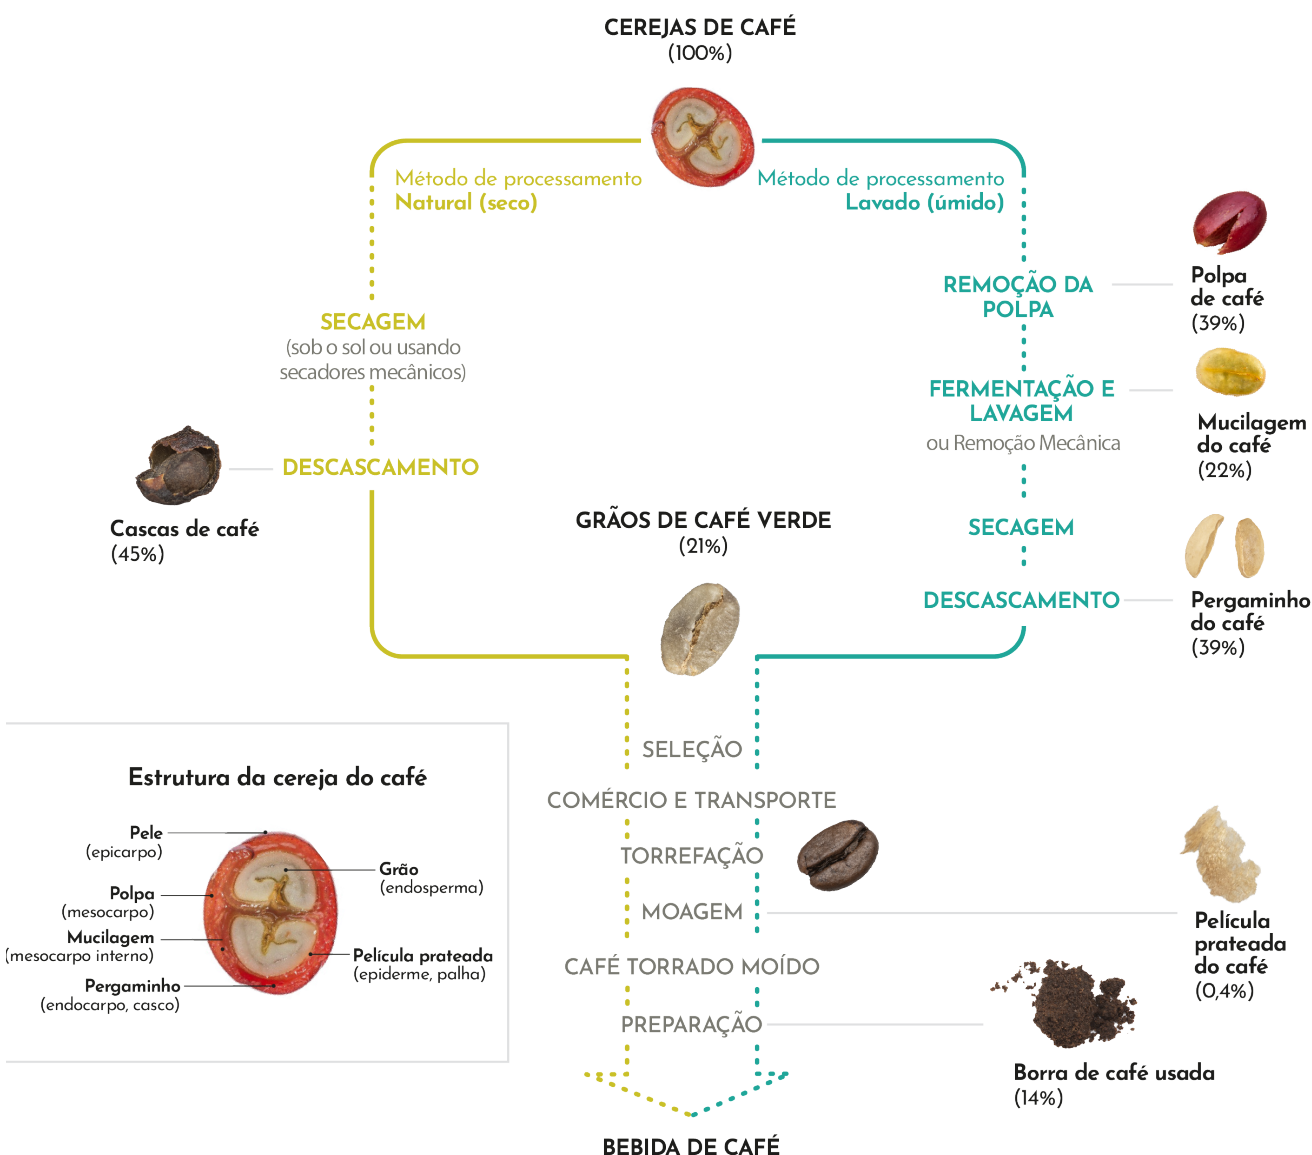 CEREJAS DE CAFÉ
(100%)
Método de processamento
Natural (seco)
Método de processamento
Lavado (úmido)
REMOÇÃO DA
POLPA
Polpa
de café
(39%)
SECAGEM
(sob o sol ou usando
secadores mecânicos)
FERMENTAÇÃO E
LAVAGEM
ou Remoção Mecânica
Mucilagem
do café
(22%)
DESCASCAMENTO
Cascas de café
(45%)
GRÃOS DE CAFÉ VERDE
(21%)
SECAGEM
DESCASCAMENTO
Pergaminho
do café
(39%)
SELEÇÃO
COMÉRCIO E TRANSPORTE
TORREFAÇÃO
MOAGEM
Película
prateada
do café
(0,4%)
CAFÉ TORRADO MOÍDO
PREPARAÇÃO
Borra de café usada
(14%)
BEBIDA DE CAFÉ
Estrutura da cereja do café
Pele
(epicarpo)
Polpa
(mesocarpo)
Mucilagem
(mesocarpo interno)
Pergaminho
(endocarpo, casco)
Grão
(endosperma)
Película prateada
(epiderme, palha)